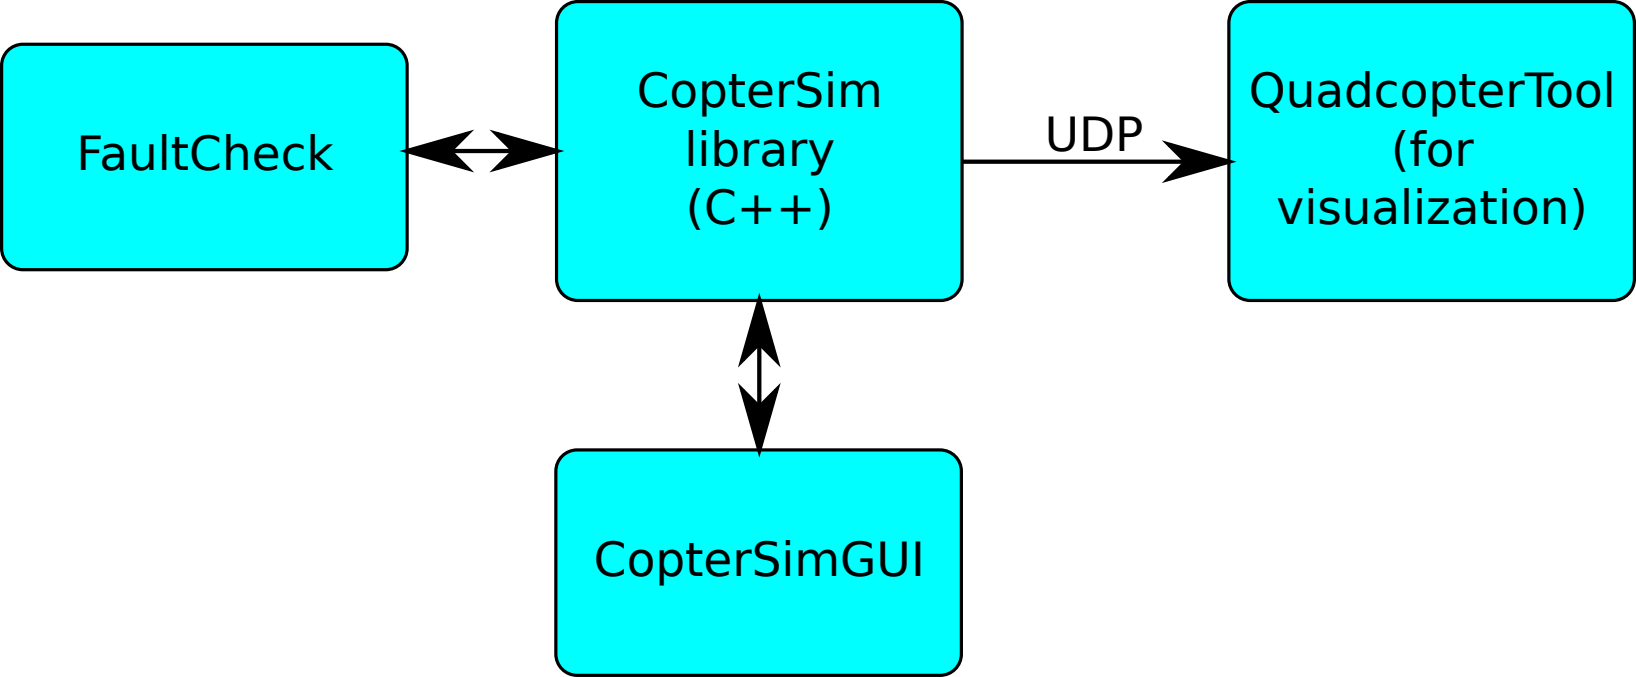 FaultCheck
CopterSim
library
(C++)
UDP
QuadcopterTool
(for
visualization)
CopterSimGUI